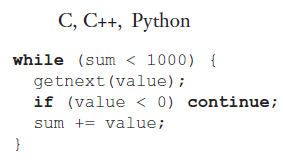 C, C++, Python
while (sum < 1000) {
getnext(value);
if (value < 0) continue;
sum += value;
}